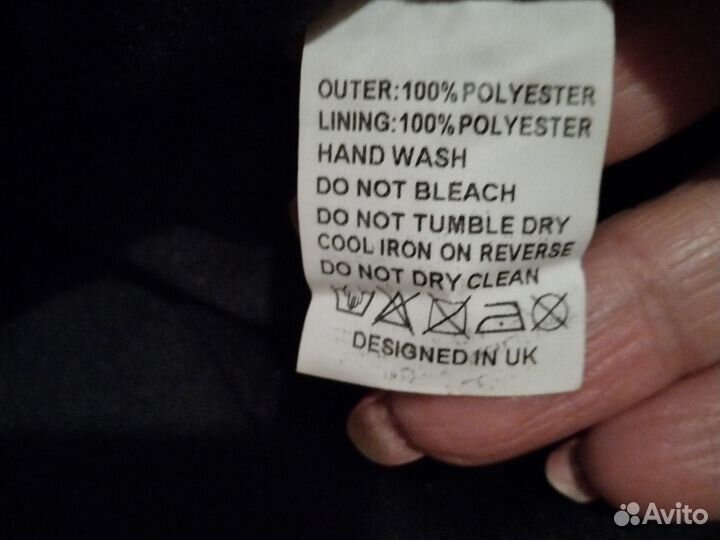 OUTER:100% POLYESTER
LINING:100% POLYESTER
HAND WASH
DO NOT BLEACH
DO NOT TUMBLE DRY
COOL IRON ON REVERSE
DO NOT DRY CLEAN
DESIGNED IN UK
Avito